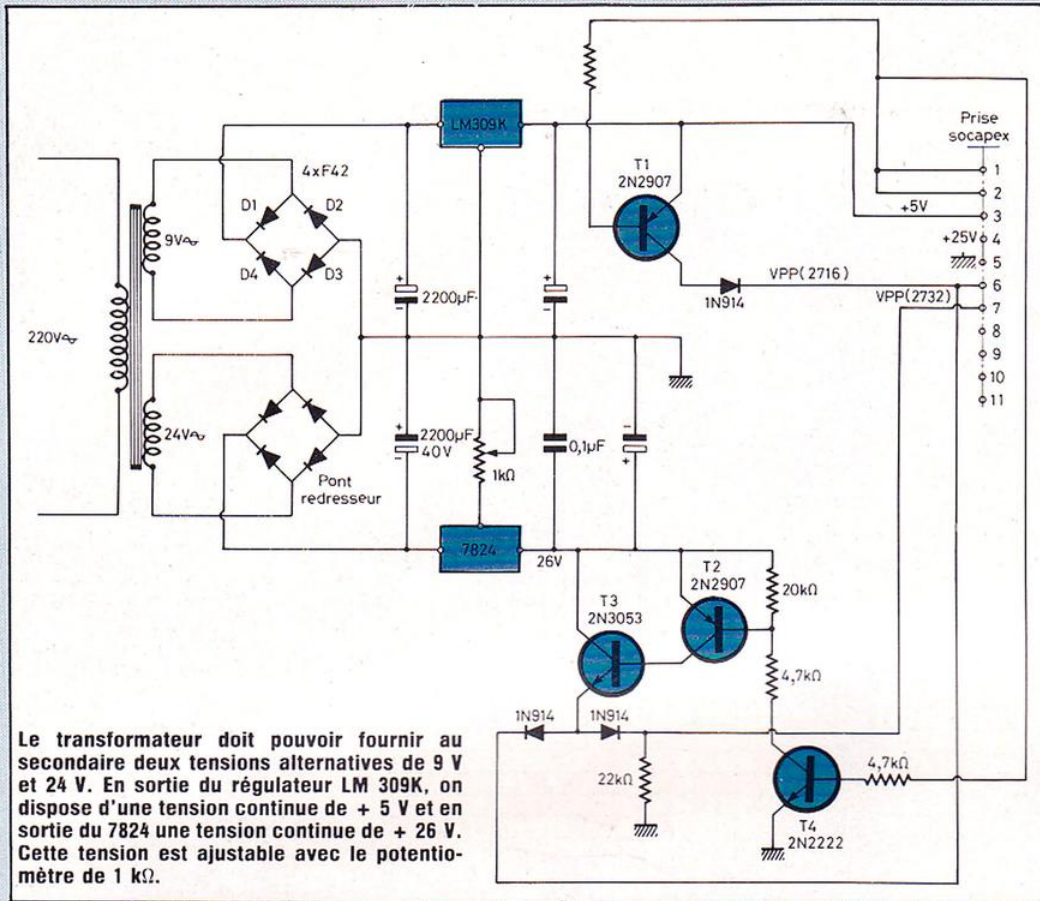 LM309K
Prise
socapex
4xF42
T1
2N2907
1
D1
D2
2
+5V
3
9V∿
+25V
4
D4
D3
5
VPP(2716)
6
2200µF
1N914
VPP(2732)
7
220V∿
8
9
10
11
24V∿
2200µF
40V
0,1µF
1kΩ
Pont
redresseur
7824
26V
T2
2N2907
20kΩ
T3
2N3053
4,7kΩ
1N914
1N914
4,7kΩ
22kΩ
T4
2N2222
Le transformateur doit pouvoir fournir au
secondaire deux tensions alternatives de 9 V
et 24 V. En sortie du régulateur LM 309K, on
dispose d'une tension continue de + 5 V et en
sortie du 7824 une tension continue de + 26 V.
Cette tension est ajustable avec le potentio-
mètre de 1 kΩ.